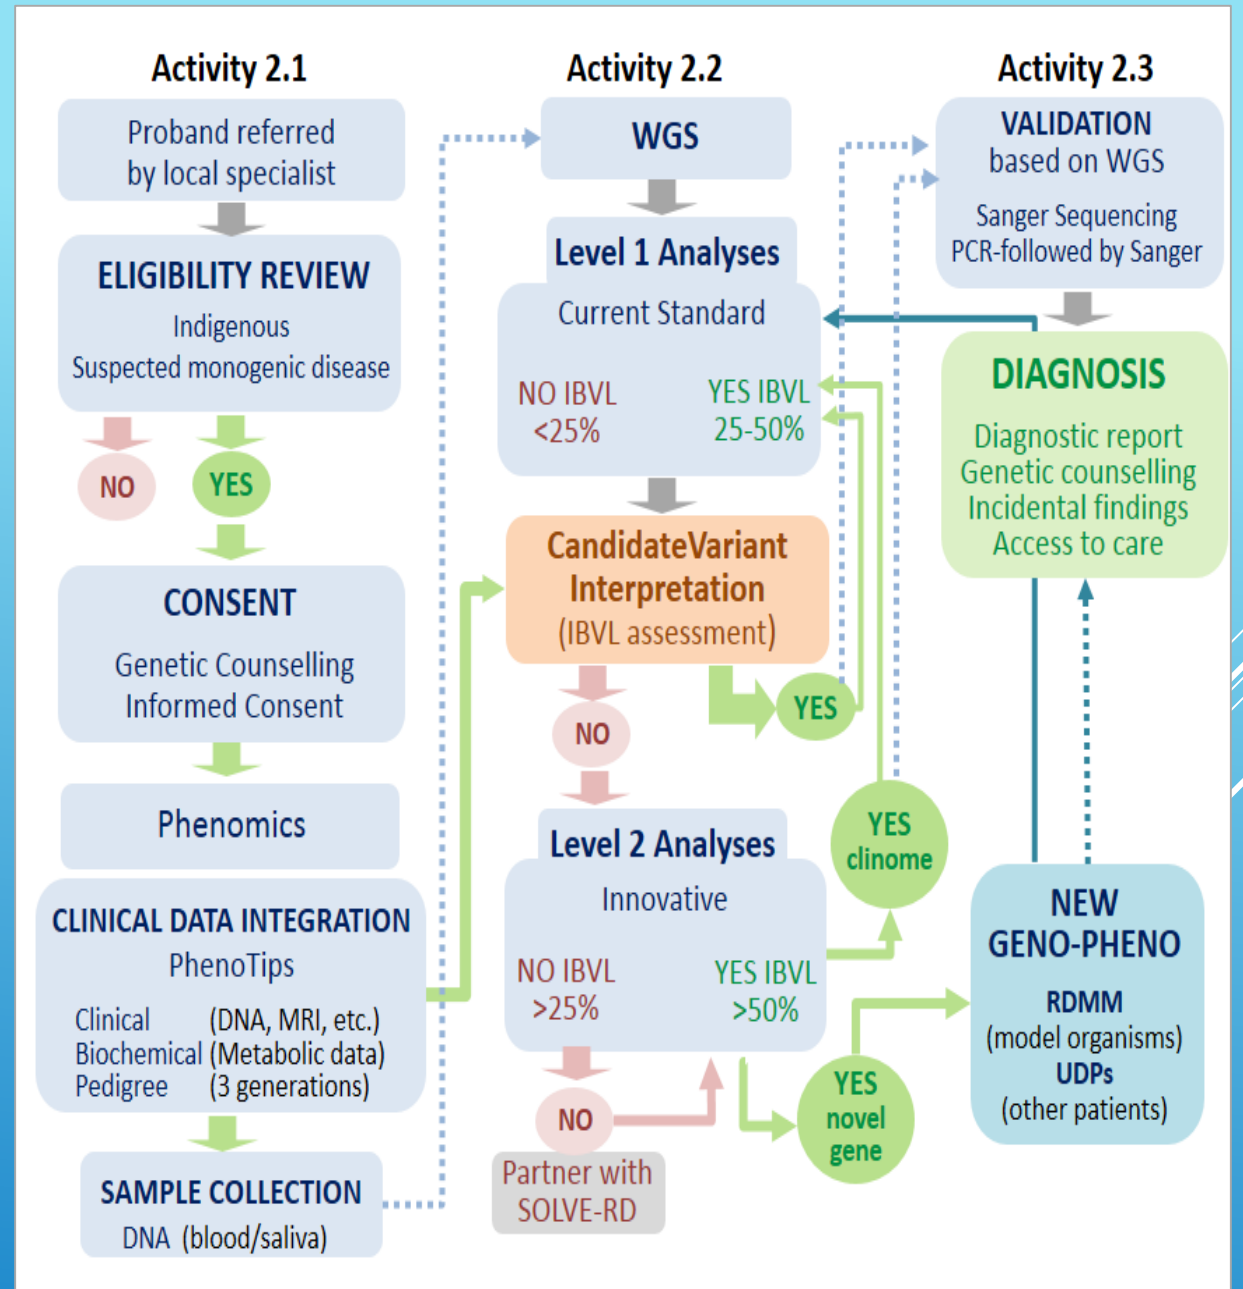 Activity 2.1
Proband referred
by local specialist
ELIGIBILITY REVIEW
Indigenous
Suspected monogenic disease
NO
YES
CONSENT
Genetic Counselling
Informed Consent
Phenomics
CLINICAL DATA INTEGRATION
PhenoTips
Clinical (DNA, MRI, etc.)
Biochemical (Metabolic data)
Pedigree (3 generations)
SAMPLE COLLECTION
DNA (blood/saliva)
Activity 2.2
WGS
Level 1 Analyses
Current Standard
NO IBVL
<25%
YES IBVL
25-50%
CandidateVariant
Interpretation
(IBVL assessment)
NO
YES
Level 2 Analyses
Innovative
NO IBVL
>25%
YES IBVL
>50%
YES
clinome
NO
Partner with
SOLVE-RD
YES
novel
gene
Activity 2.3
VALIDATION
based on WGS
Sanger Sequencing
PCR-followed by Sanger
DIAGNOSIS
Diagnostic report
Genetic counselling
Incidental findings
Access to care
NEW
GENO-PHENO
RDMM
(model organisms)
UDPs
(other patients)